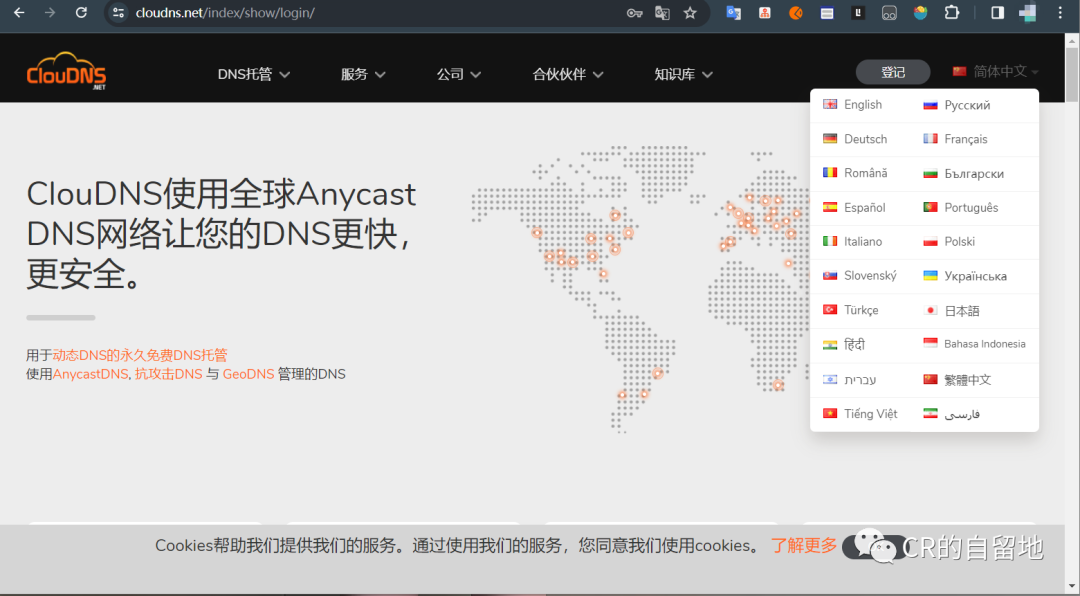 cloudns.net/index/show/login/
ClouDNS
.NET
DNS托管 服务 公司 合伙伙伴 知识库 登记 简体中文
English Русский
Deutsch Français
Română Български
Español Português
Italiano Polski
Slovenský Українська
Türkçe 日本語
हिंदी Bahasa Indonesia
עברית 繁體中文
Tiếng Việt فارسی
ClouDNS使用全球Anycast
DNS网络让您的DNS更快，
更安全。
用于动态DNS的永久免费DNS托管
使用AnycastDNS, 抗攻击DNS 与 GeoDNS 管理的DNS
Cookies帮助我们提供我们的服务。通过使用我们的服务，您同意我们使用cookies。 了解更多
CR的自留地